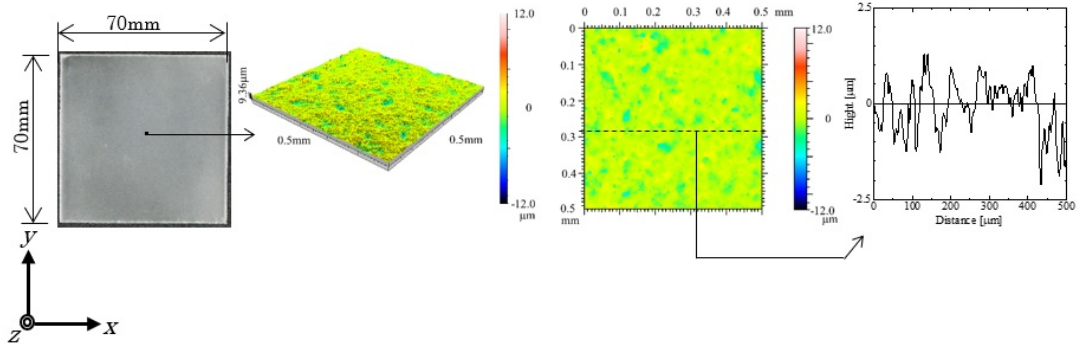 70mm
70mm
y
x
z
12.0
0
-12.0
μm
9.36μm
0.5mm
0.5mm
0 0.1 0.2 0.3 0.4 0.5 mm
0
0.1
0.2
0.3
0.4
0.5
mm
12.0
0
-12.0
μm
2.5
0
-2.5
Hight [μm]
0 100 200 300 400 500
Distance [μm]